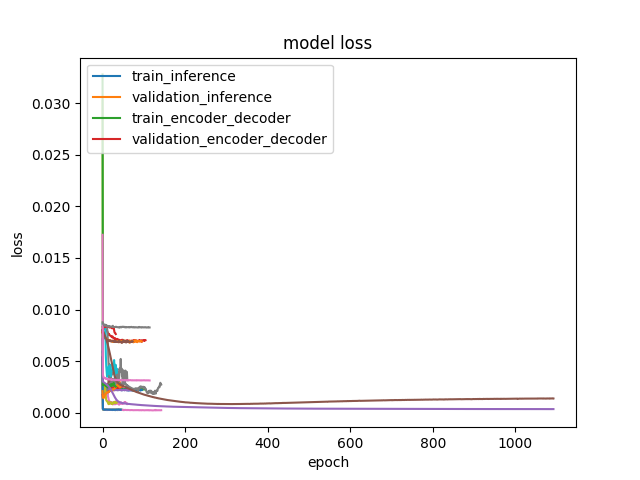 model loss
train_inference
validation_inference
train_encoder_decoder
validation_encoder_decoder
0.030
0.025
0.020
0.015
0.010
0.005
0.000
loss
0 200 400 600 800 1000
epoch